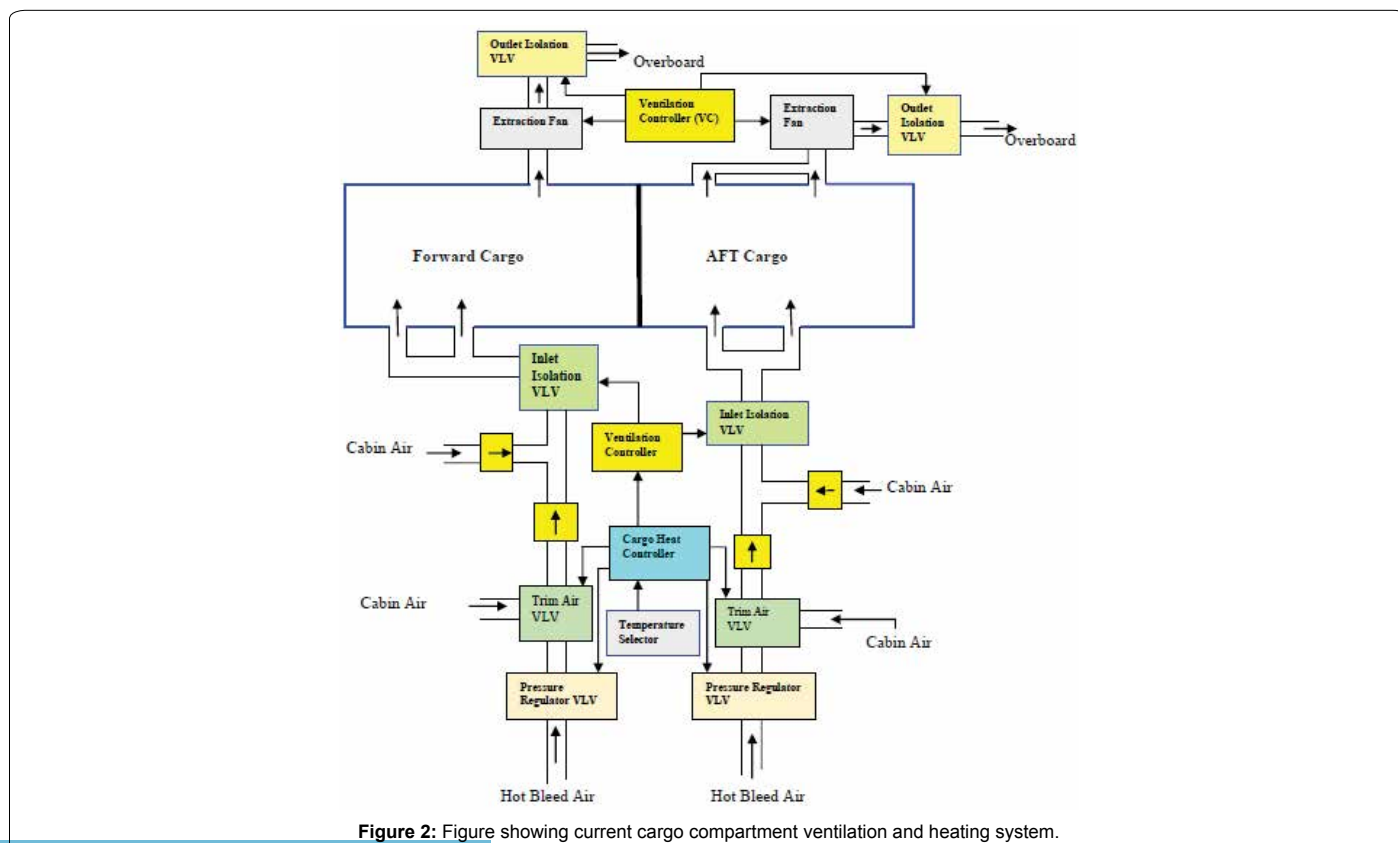 Outlet Isolation
VLV
Overboard
Ventilation
Controller (VC)
Extraction Fan
Extraction
Fan
Outlet
Isolation
VLV
Overboard
Forward Cargo
AFT Cargo
Inlet
Isolation
VLV
Inlet Isolation
VLV
Cabin Air
Ventilation
Controller
Cabin Air
Cargo Heat
Controller
Cabin Air
Trim Air
VLV
Temperature
Selector
Trim Air
VLV
Cabin Air
Pressure
Regulator VLV
Pressure Regulator
VLV
Hot Bleed Air
Hot Bleed Air
Figure 2: Figure showing current cargo compartment ventilation and heating system.